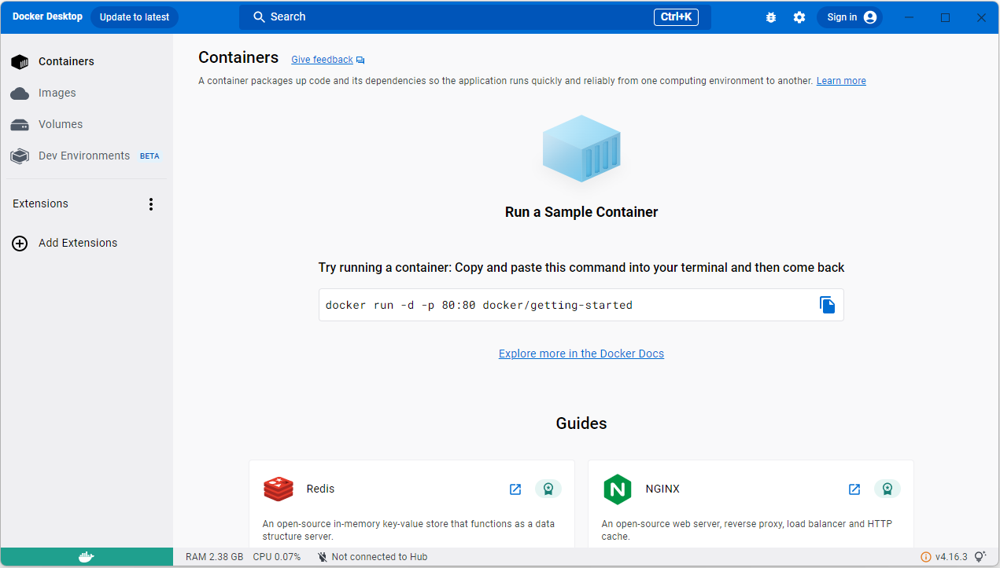 Docker Desktop Update to latest Search Ctrl+K Sign in
Containers
Images
Volumes
Dev Environments BETA
Extensions
Add Extensions
Containers Give feedback
A container packages up code and its dependencies so the application runs quickly and reliably from one computing environment to another. Learn more
Run a Sample Container
Try running a container: Copy and paste this command into your terminal and then come back
docker run -d -p 80:80 docker/getting-started
Explore more in the Docker Docs
Guides
Redis
An open-source in-memory key-value store that functions as a data
structure server.
N NGINX
An open-source web server, reverse proxy, load balancer and HTTP
cache.
RAM 2.38 GB CPU 0.07% Not connected to Hub v4.16.3